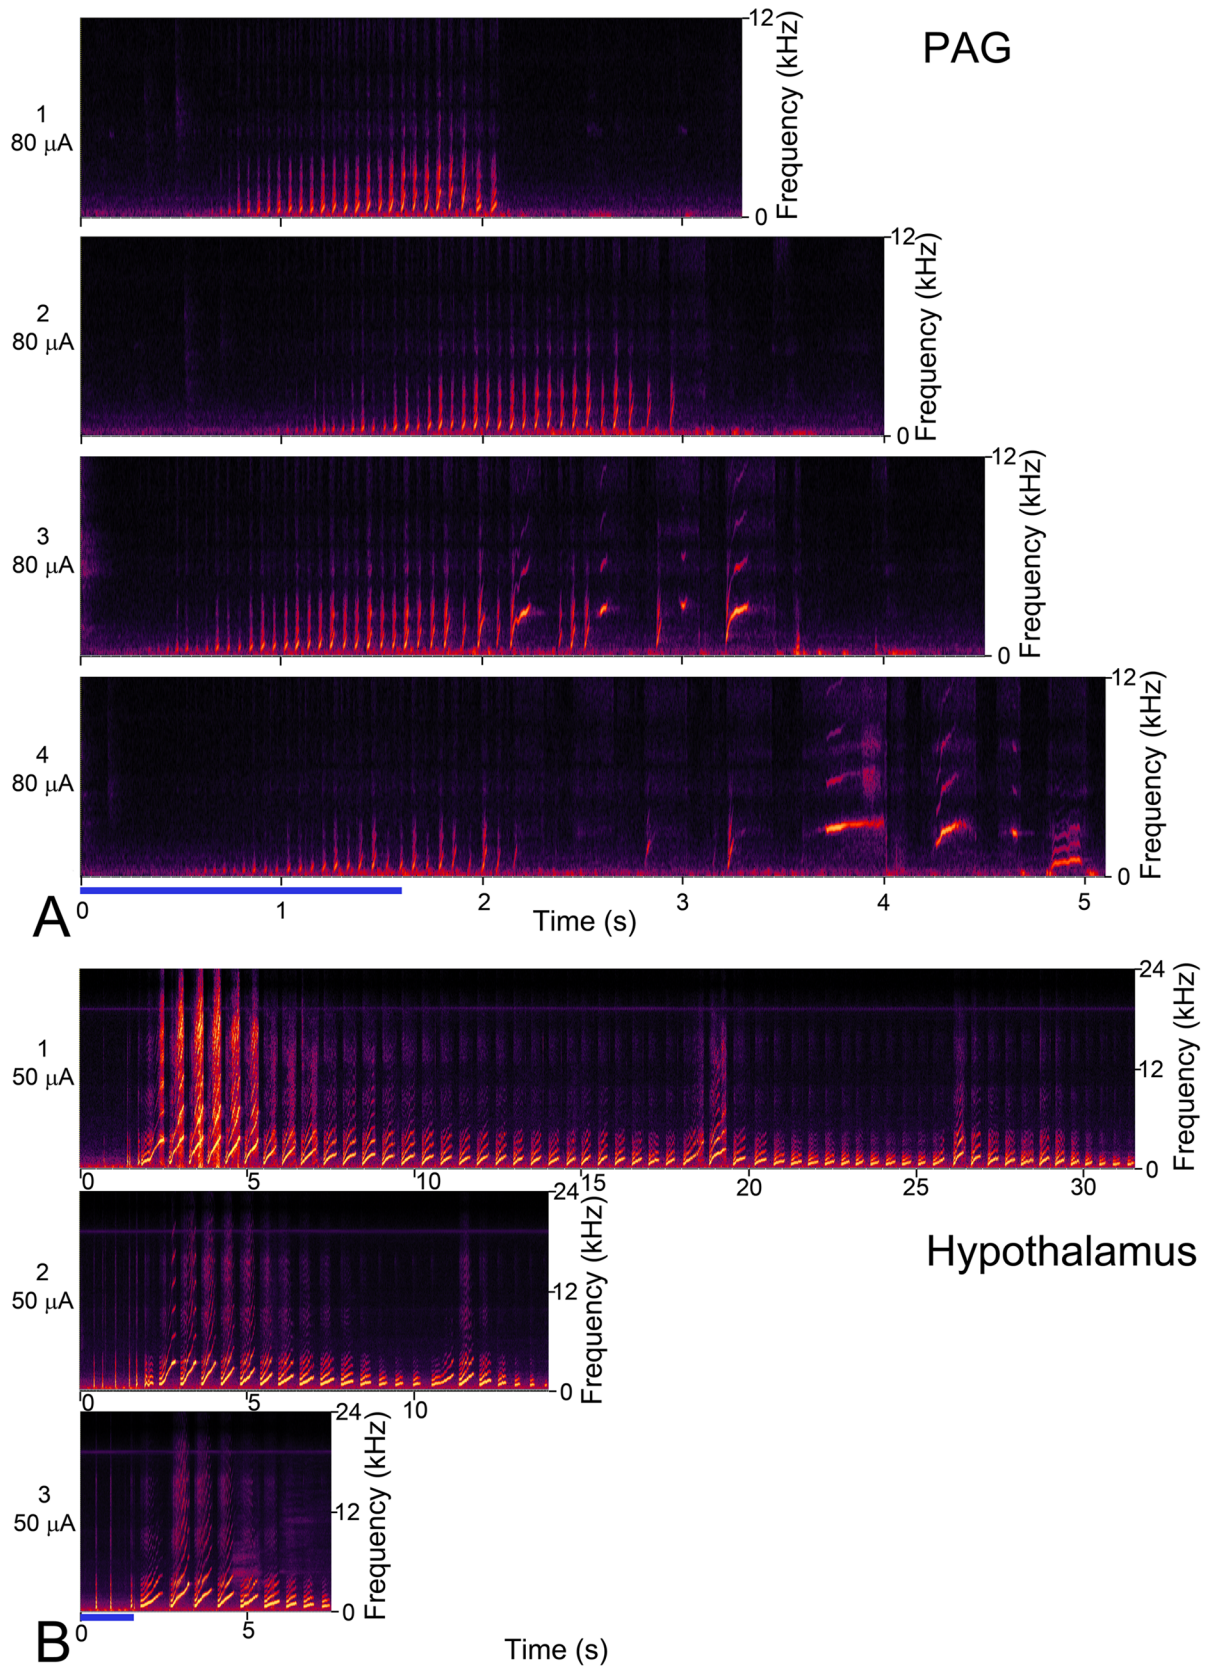 PAG
12
Frequency (kHz)
1
80 μA
0
12
Frequency (kHz)
2
80 μA
0
12
Frequency (kHz)
3
80 μA
0
12
Frequency (kHz)
4
80 μA
0
0 1 2 3 4 5
A
Time (s)
24
Frequency (kHz)
1
50 μA
12
0
0 5 10 15 20 25 30
Hypothalamus
24
Frequency (kHz)
2
50 μA
12
0
0 5 10
24
Frequency (kHz)
3
50 μA
12
0
0 5
B
Time (s)